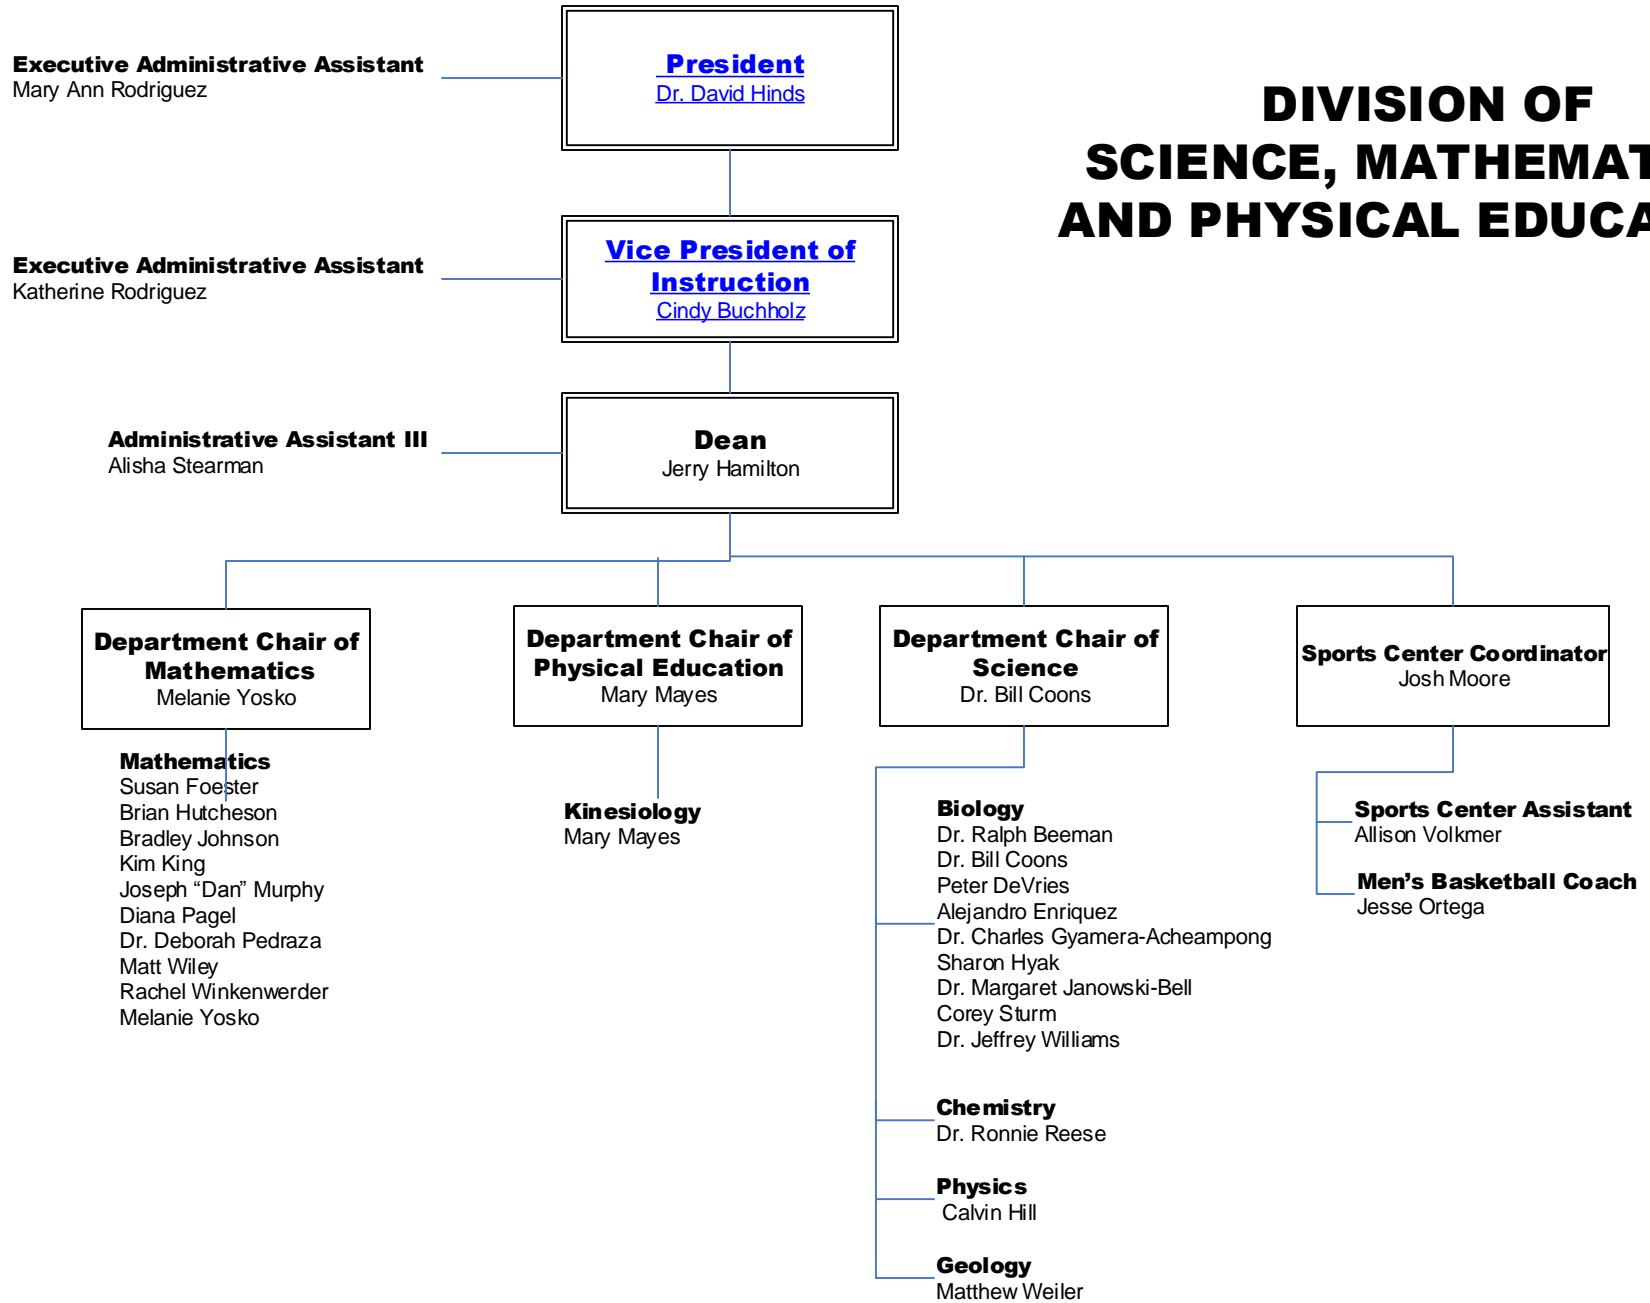 Executive Administrative Assistant
Mary Ann Rodriguez
President
Dr. David Hinds
DIVISION OF
SCIENCE, MATHEMAT
AND PHYSICAL EDUCA
Executive Administrative Assistant
Katherine Rodriguez
Vice President of
Instruction
Cindy Buchholz
Administrative Assistant III
Alisha Stearman
Dean
Jerry Hamilton
Department Chair of
Mathematics
Melanie Yosko
Mathematics
Susan Foester
Brian Hutcheson
Bradley Johnson
Kim King
Joseph “Dan” Murphy
Diana Pagel
Dr. Deborah Pedraza
Matt Wiley
Rachel Winkenwerder
Melanie Yosko
Department Chair of
Physical Education
Mary Mayes
Kinesiology
Mary Mayes
Department Chair of
Science
Dr. Bill Coons
Biology
Dr. Ralph Beeman
Dr. Bill Coons
Peter DeVries
Alejandro Enriquez
Dr. Charles Gyamera-Acheampong
Sharon Hyak
Dr. Margaret Janowski-Bell
Corey Sturm
Dr. Jeffrey Williams
Chemistry
Dr. Ronnie Reese
Physics
Calvin Hill
Geology
Matthew Weiler
Sports Center Coordinator
Josh Moore
Sports Center Assistant
Allison Volkmer
Men’s Basketball Coach
Jesse Ortega